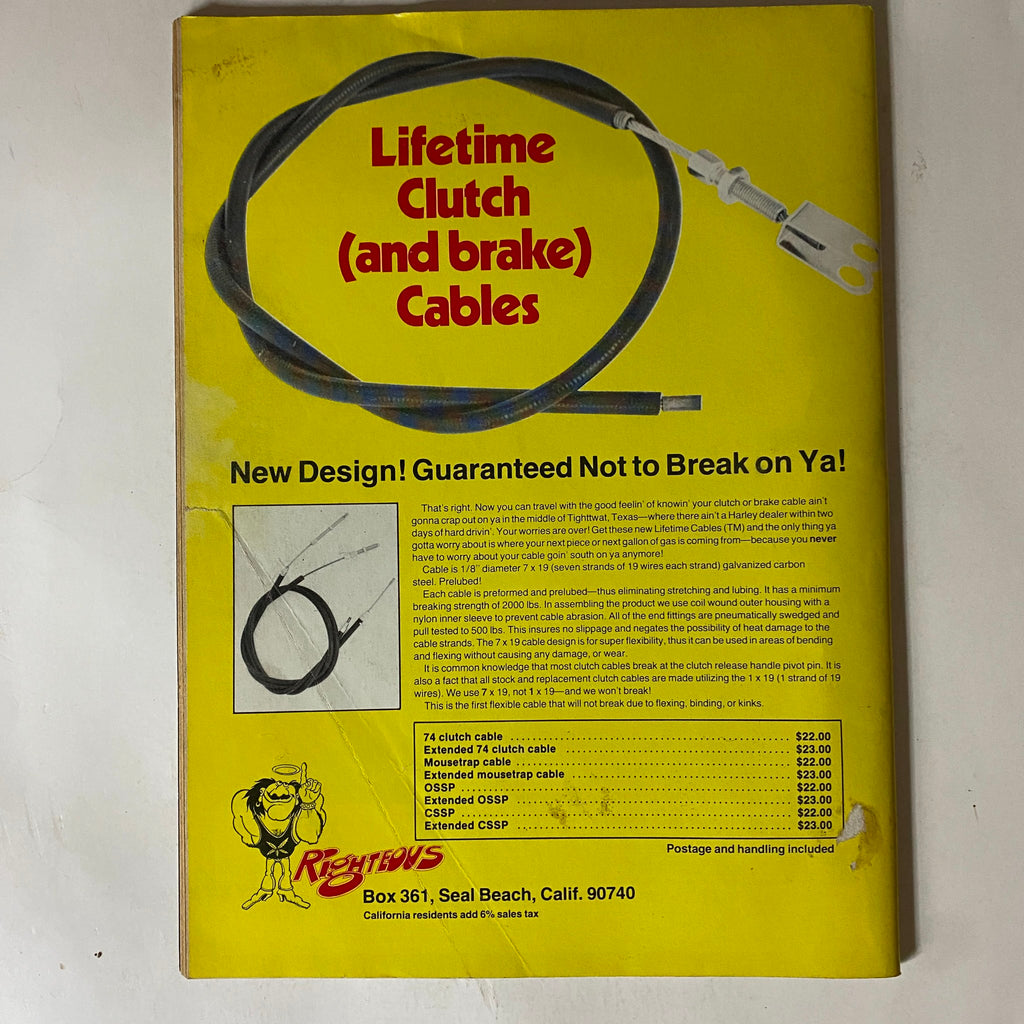 Lifetime
Clutch
(and brake)
Cables
New Design! Guaranteed Not to Break on Ya!
That's right. Now you can travel with the good feelin' of knowin' your clutch or brake cable ain't
gonna crap out on ya in the middle of Tighttwat, Texas—where there ain't a Harley dealer within two
days of hard drivin'. Your worries are over! Get these new Lifetime Cables (TM) and the only thing ya
gotta worry about is where your next piece or next gallon of gas is coming from—because you never
have to worry about your cable goin' south on ya anymore!
Cable is 1/8" diameter 7 x 19 (seven strands of 19 wires each strand) galvanized carbon
steel. Prelubed!
Each cable is preformed and prelubed—thus eliminating stretching and lubing. It has a minimum
breaking strength of 2000 lbs. In assembling the product we use coil wound outer housing with a
nylon inner sleeve to prevent cable abrasion. All of the end fittings are pneumatically swedged and
pull tested to 500 lbs. This insures no slippage and negates the possibility of heat damage to the
cable strands. The 7 x 19 cable design is for super flexibility, thus it can be used in areas of bending
and flexing without causing any damage, or wear.
It is common knowledge that most clutch cables break at the clutch release handle pivot pin. It is
also a fact that all stock and replacement clutch cables are made utilizing the 1 x 19 (1 strand of 19
wires). We use 7 x 19, not 1 x 19—and we won't break!
This is the first flexible cable that will not break due to flexing, binding, or kinks.
74 clutch cable ........ $22.00
Extended 74 clutch cable ........ $23.00
Mousetrap cable ........ $22.00
Extended mousetrap cable ........ $23.00
OSSP ........ $22.00
Extended OSSP ........ $23.00
CSSP ........ $22.00
Extended CSSP ........ $23.00
Postage and handling included
RIGHTEOUS
Box 361, Seal Beach, Calif. 90740
California residents add 6% sales tax